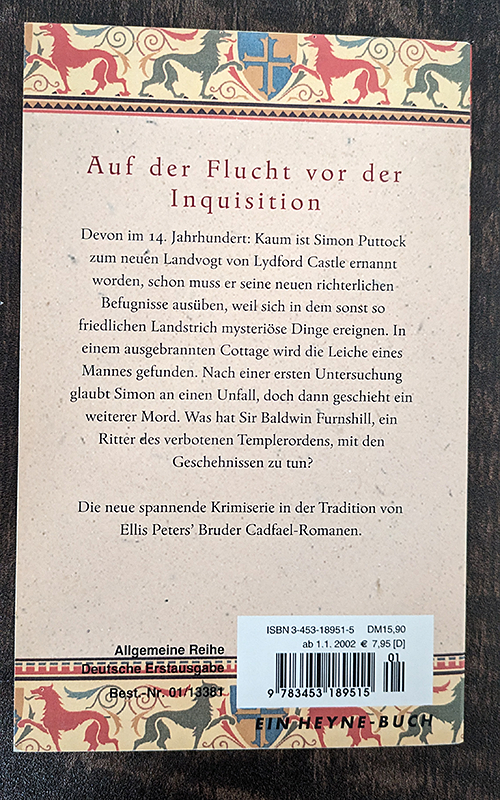 Auf der Flucht vor der
Inquisition
Devon im 14. Jahrhundert: Kaum ist Simon Puttock
zum neuen Landvogt von Lydford Castle ernannt
worden, schon muss er seine neuen richterlichen
Befugnisse ausüben, weil sich in dem sonst so
friedlichen Landstrich mysteriöse Dinge ereignen. In
einem ausgebrannten Cottage wird die Leiche eines
Mannes gefunden. Nach einer ersten Untersuchung
glaubt Simon an einen Unfall, doch dann geschieht ein
weiterer Mord. Was hat Sir Baldwin Furnshill, ein
Ritter des verbotenen Templerordens, mit den
Geschehnissen zu tun?
Die neue spannende Krimiserie in der Tradition von
Ellis Peters’ Bruder Cadfael-Romanen.
ISBN 3-453-18951-5 DM15,90
ab 1.1. 2002 € 7,95 [D]
01
9 783453 189515
Allgemeine Reihe
Deutsche Erstausgabe
Best.-Nr. 01/13381
EIN HEYNE-BUCH